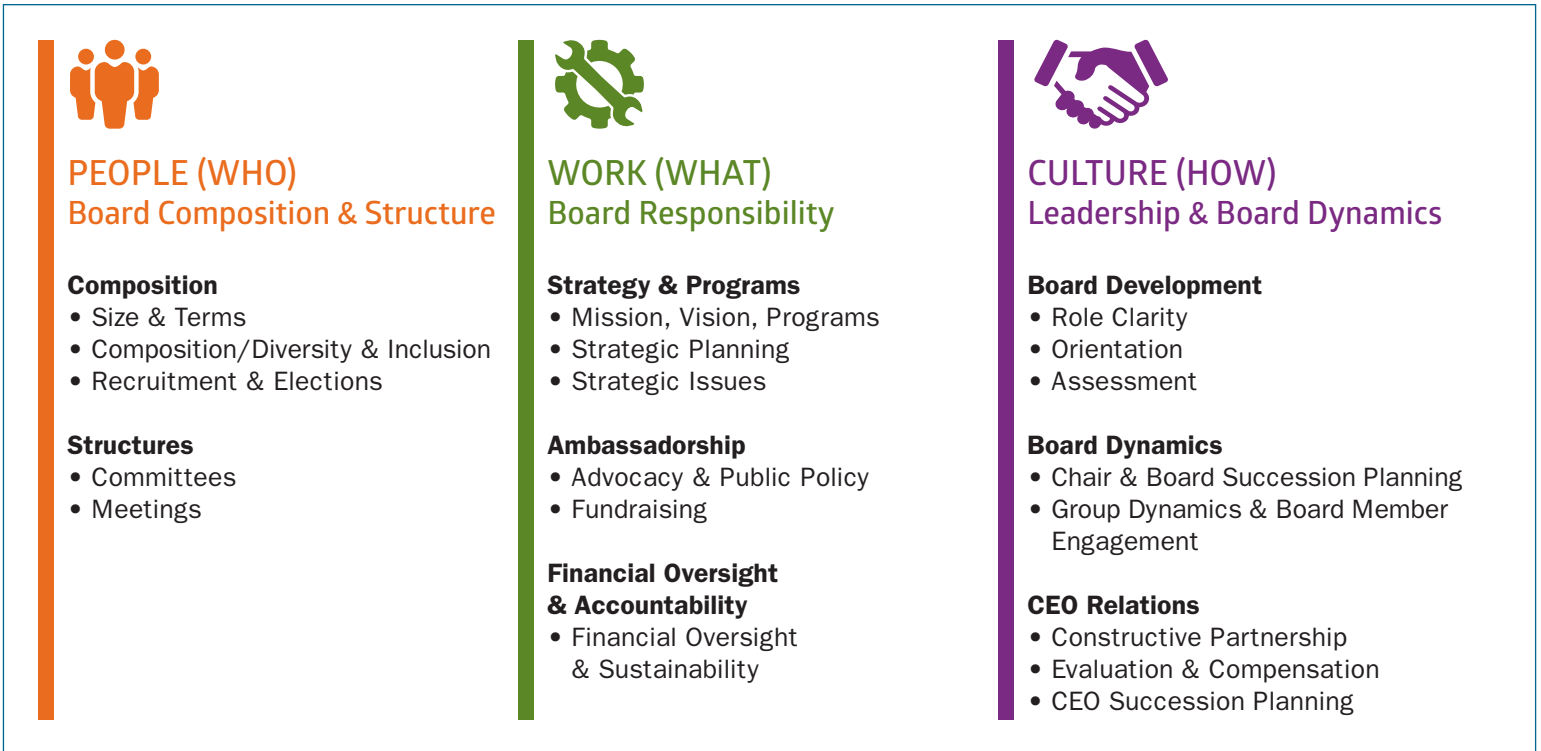 PEOPLE (WHO)
Board Composition & Structure
Composition
• Size & Terms
• Composition/Diversity & Inclusion
• Recruitment & Elections
Structures
• Committees
• Meetings
WORK (WHAT)
Board Responsibility
Strategy & Programs
• Mission, Vision, Programs
• Strategic Planning
• Strategic Issues
Ambassadorship
• Advocacy & Public Policy
• Fundraising
Financial Oversight
& Accountability
• Financial Oversight
& Sustainability
CULTURE (HOW)
Leadership & Board Dynamics
Board Development
• Role Clarity
• Orientation
• Assessment
Board Dynamics
• Chair & Board Succession Planning
• Group Dynamics & Board Member
Engagement
CEO Relations
• Constructive Partnership
• Evaluation & Compensation
• CEO Succession Planning